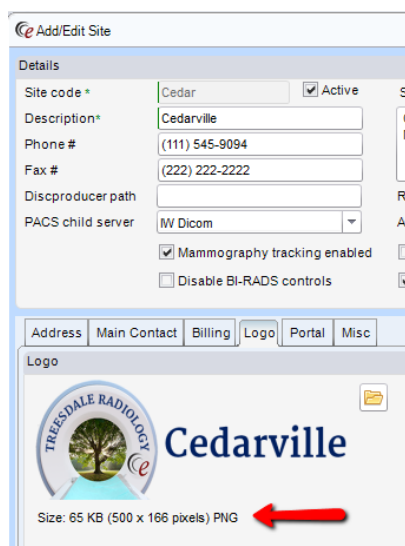 Ce Add/Edit Site
Details
Site code * Cedar Active S
Description* Cedarville
Phone # (111) 545-9094
Fax # (222) 222-2222
Discproducer path R
PACS child server IW Dicom A
Mammography tracking enabled
Disable BI-RADS controls
Address Main Contact Billing Logo Portal Misc
Logo
TREESDALE RADIOLOGY
Ce
Cedarville
Size: 65 KB (500 x 166 pixels) PNG